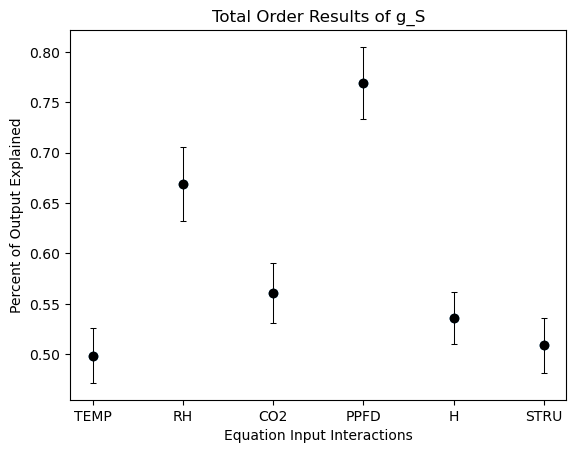 Total Order Results of g_S
Percent of Output Explained
0.80
0.75
0.70
0.65
0.60
0.55
0.50
TEMP RH CO2 PPFD H STRU
Equation Input Interactions